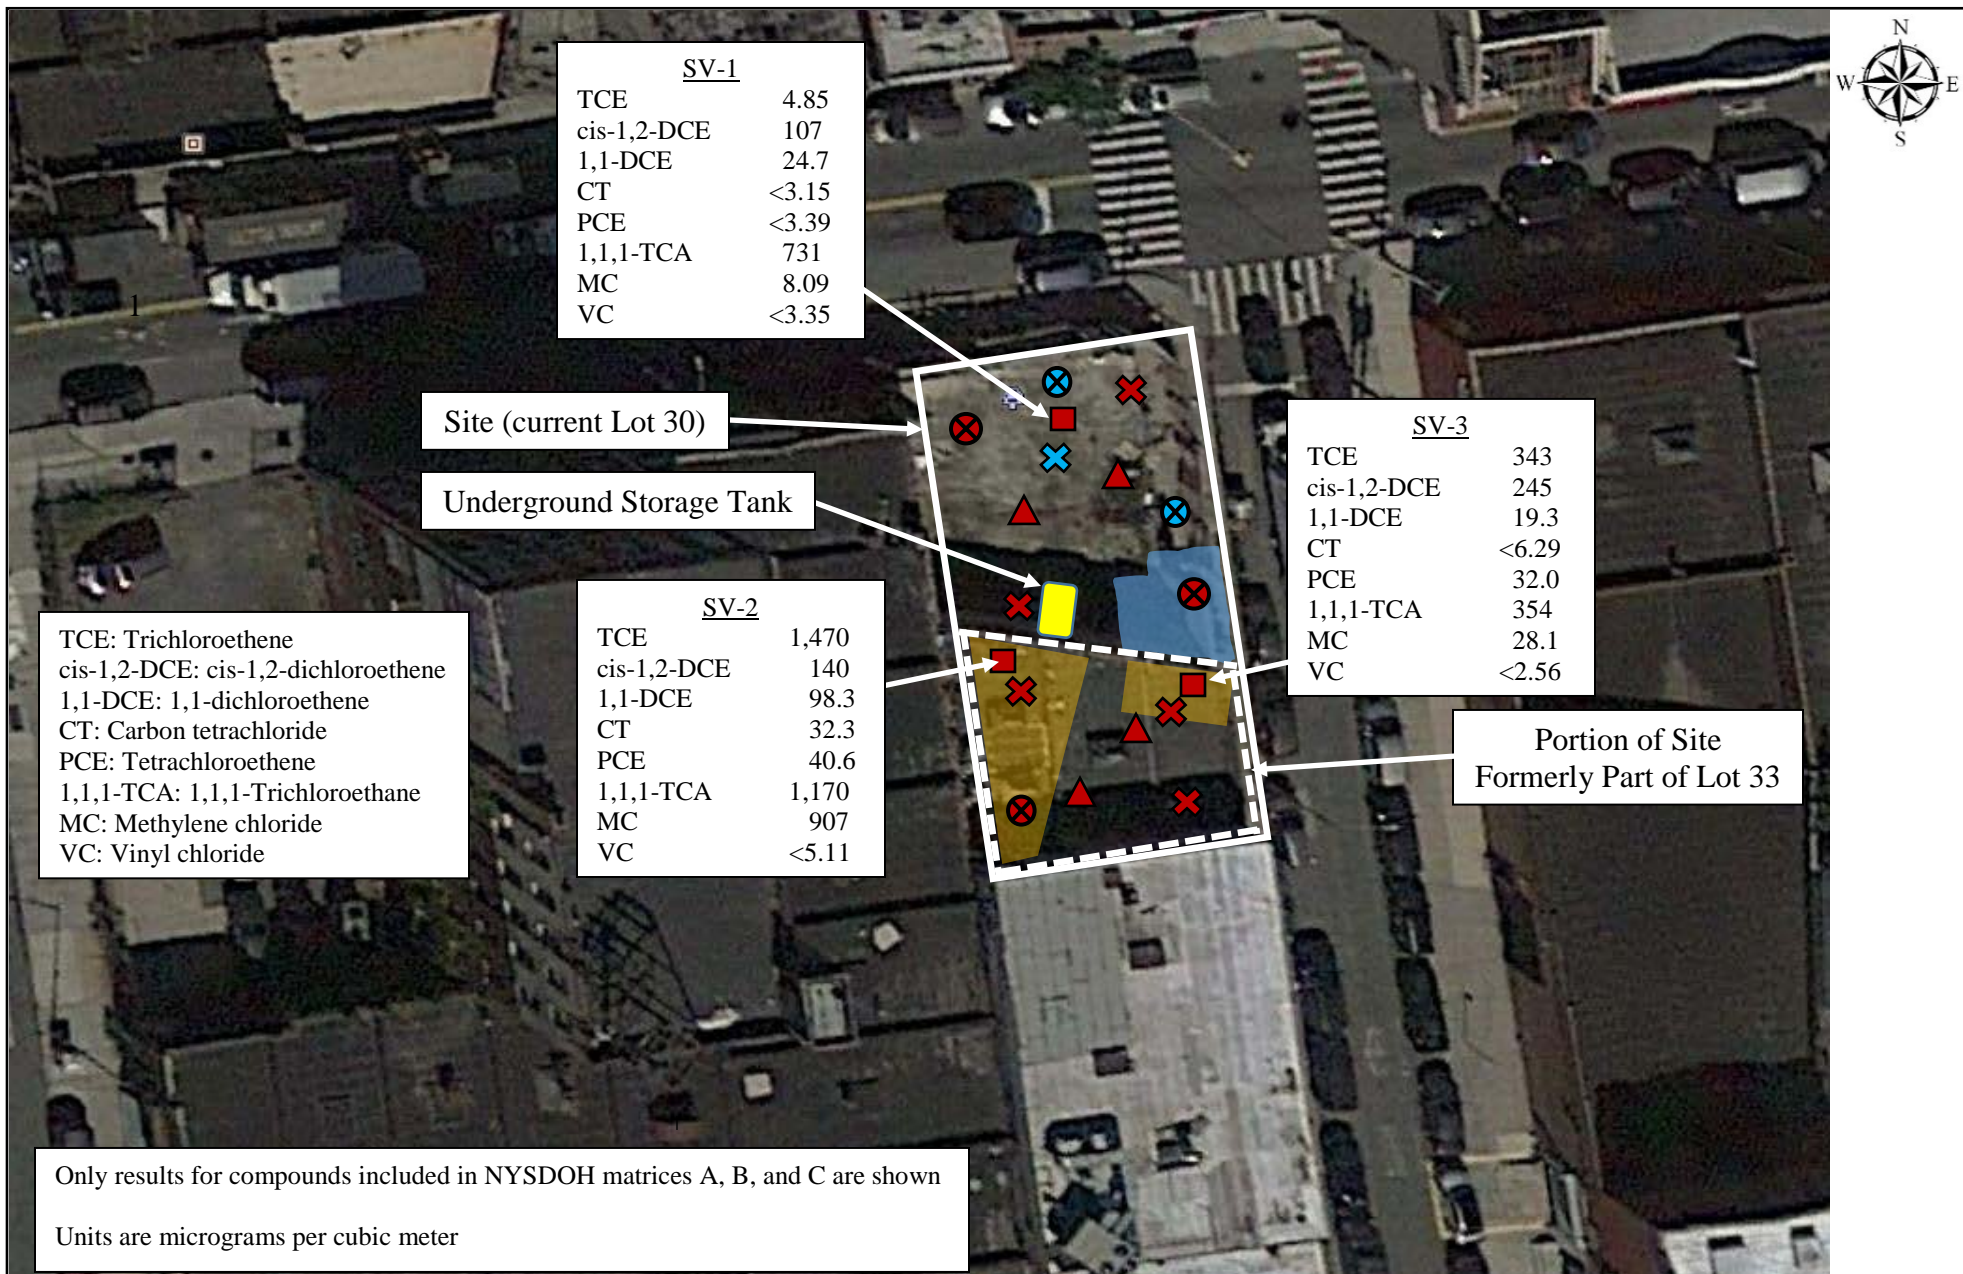 N
W E
S
SV-1
TCE 4.85
cis-1,2-DCE 107
1,1-DCE 24.7
CT <3.15
PCE <3.39
1,1,1-TCA 731
MC 8.09
VC <3.35
1
Site (current Lot 30)
Underground Storage Tank
SV-3
TCE 343
cis-1,2-DCE 245
1,1-DCE 19.3
CT <6.29
PCE 32.0
1,1,1-TCA 354
MC 28.1
VC <2.56
SV-2
TCE 1,470
cis-1,2-DCE 140
1,1-DCE 98.3
CT 32.3
PCE 40.6
1,1,1-TCA 1,170
MC 907
VC <5.11
TCE: Trichloroethene
cis-1,2-DCE: cis-1,2-dichloroethene
1,1-DCE: 1,1-dichloroethene
CT: Carbon tetrachloride
PCE: Tetrachloroethene
1,1,1-TCA: 1,1,1-Trichloroethane
MC: Methylene chloride
VC: Vinyl chloride
Portion of Site
Formerly Part of Lot 33
Only results for compounds included in NYSDOH matrices A, B, and C are shown
Units are micrograms per cubic meter